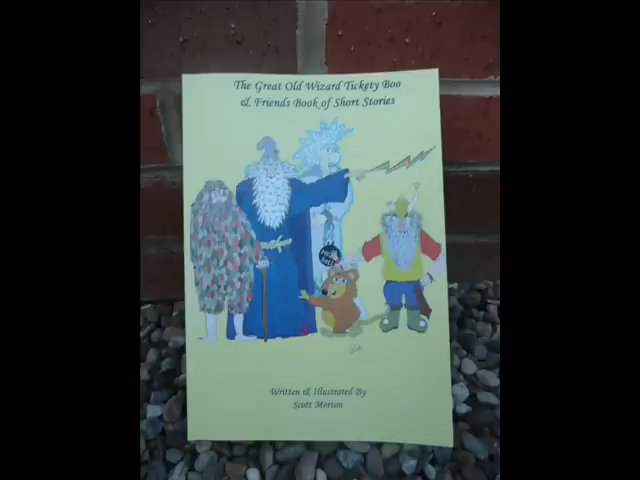 The Great Old Wizard Tickety Boo
& Friends Book of Short Stories
Written & Illustrated By
Scott Morton